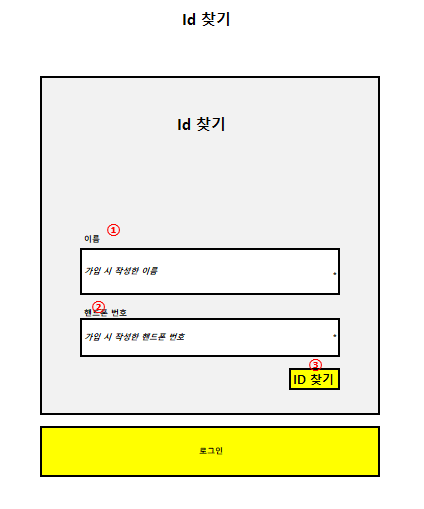 Id 찾기
Id 찾기
①
이름
가입 시 작성한 이름 *
②
핸드폰 번호
가입 시 작성한 핸드폰 번호 *
③
ID 찾기
로그인